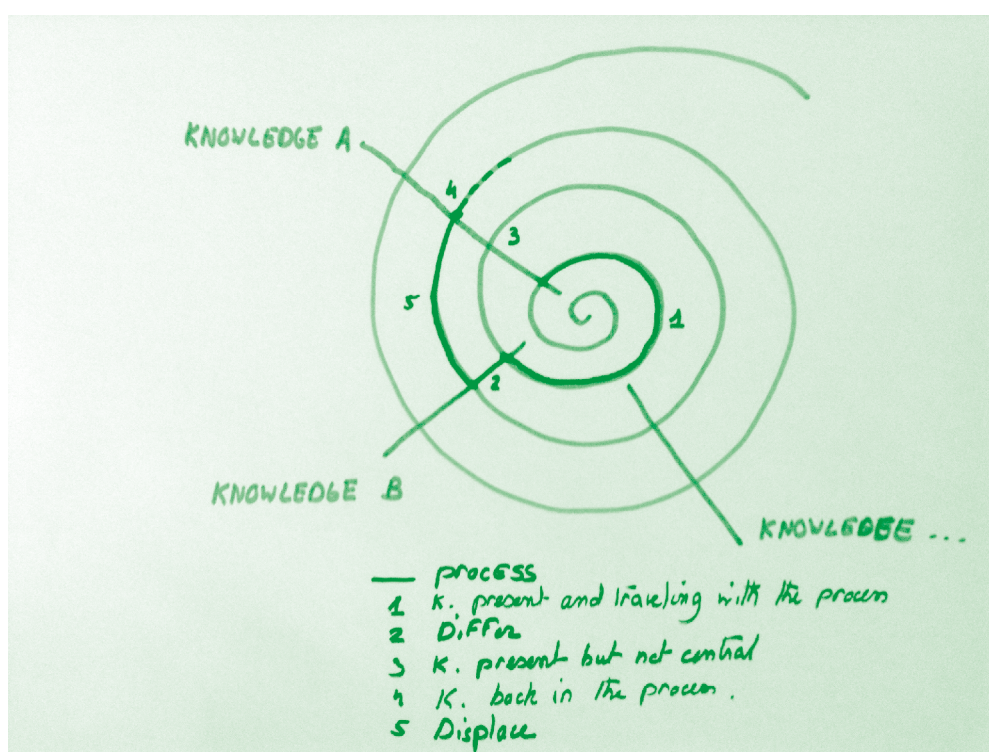 KNOWLEDGE A
4
3
5
1
2
KNOWLEDGE B
KNOWLEDGE ...
— process
1 K. present and traveling with the process
2 Differ
3 K. present but not central
4 K. back in the process.
5 Displace